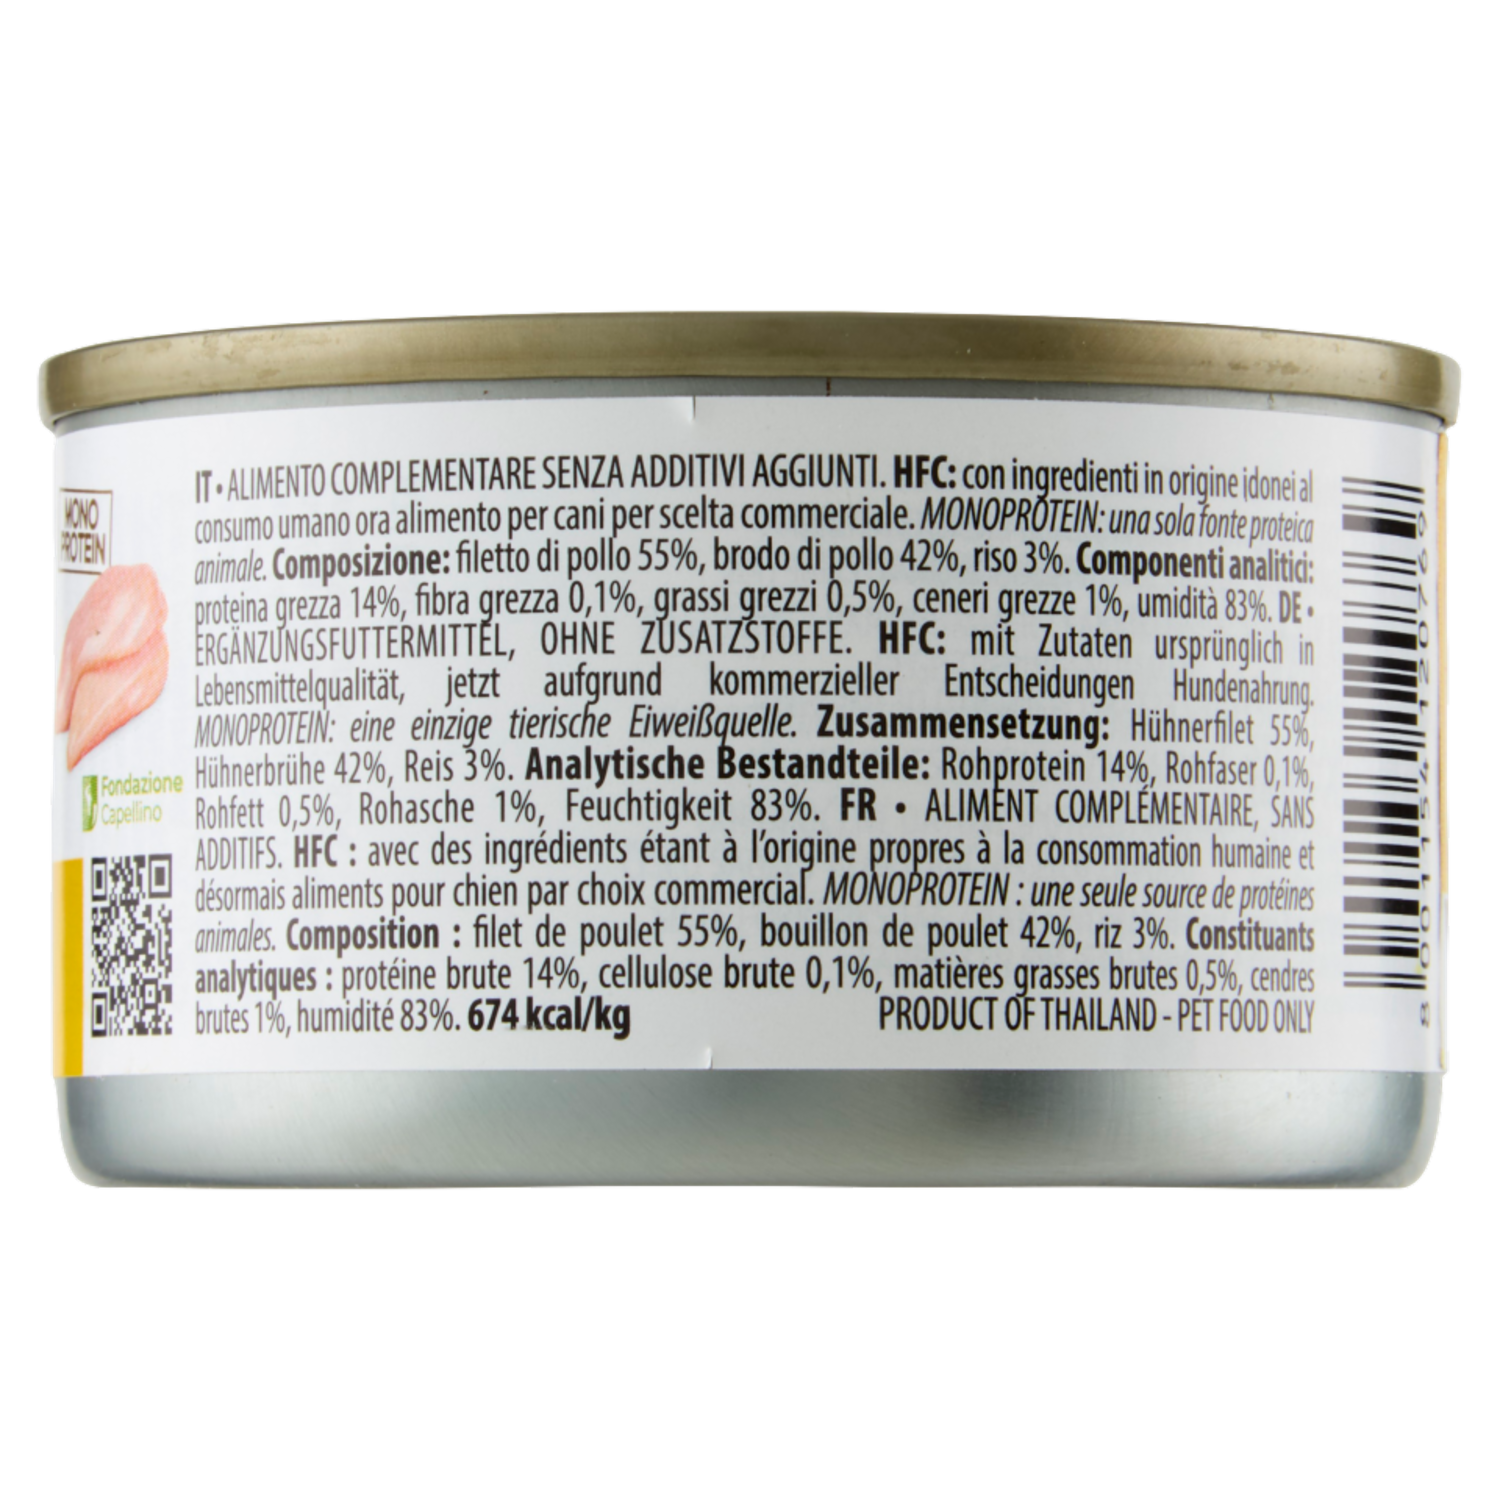 MONO
PROTEIN
Fondazione
Capellino
IT • ALIMENTO COMPLEMENTARE SENZA ADDITIVI AGGIUNTI. HFC: con ingredienti in origine idonei al
consumo umano ora alimento per cani per scelta commerciale. MONOPROTEIN: una sola fonte proteica
animale. Composizione: filetto di pollo 55%, brodo di pollo 42%, riso 3%. Componenti analitici:
proteina grezza 14%, fibra grezza 0,1%, grassi grezzi 0,5%, ceneri grezze 1%, umidità 83%. DE •
ERGÄNZUNGSFUTTERMITTEL, OHNE ZUSATZSTOFFE. HFC: mit Zutaten ursprünglich in
Lebensmittelqualität, jetzt aufgrund kommerzieller Entscheidungen Hundenahrung.
MONOPROTEIN: eine einzige tierische Eiweißquelle. Zusammensetzung: Hühnerfilet 55%,
Hühnerbrühe 42%, Reis 3%. Analytische Bestandteile: Rohprotein 14%, Rohfaser 0,1%,
Rohfett 0,5%, Rohasche 1%, Feuchtigkeit 83%. FR • ALIMENT COMPLÉMENTAIRE, SANS
ADDITIFS. HFC : avec des ingrédients étant à l'origine propres à la consommation humaine et
désormais aliments pour chien par choix commercial. MONOPROTEIN : une seule source de protéines
animales. Composition : filet de poulet 55%, bouillon de poulet 42%, riz 3%. Constituants
analytiques : protéine brute 14%, cellulose brute 0,1%, matières grasses brutes 0,5%, cendres
brutes 1%, humidité 83%. 674 kcal/kg PRODUCT OF THAILAND - PET FOOD ONLY
8 001154 120769